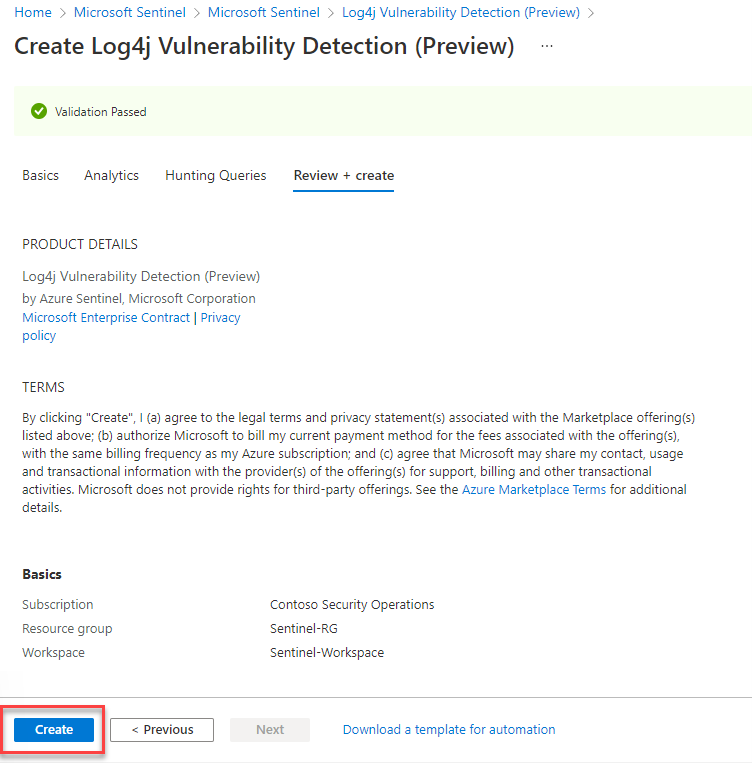 Home > Microsoft Sentinel > Microsoft Sentinel > Log4j Vulnerability Detection (Preview) >
Create Log4j Vulnerability Detection (Preview) ...
Validation Passed
Basics Analytics Hunting Queries Review + create
PRODUCT DETAILS
Log4j Vulnerability Detection (Preview)
by Azure Sentinel, Microsoft Corporation
Microsoft Enterprise Contract | Privacy
policy
TERMS
By clicking "Create", I (a) agree to the legal terms and privacy statement(s) associated with the Marketplace offering(s)
listed above; (b) authorize Microsoft to bill my current payment method for the fees associated with the offering(s),
with the same billing frequency as my Azure subscription; and (c) agree that Microsoft may share my contact, usage
and transactional information with the provider(s) of the offering(s) for support, billing and other transactional
activities. Microsoft does not provide rights for third-party offerings. See the Azure Marketplace Terms for additional
details.
Basics
Subscription Contoso Security Operations
Resource group Sentinel-RG
Workspace Sentinel-Workspace
Create < Previous Next Download a template for automation